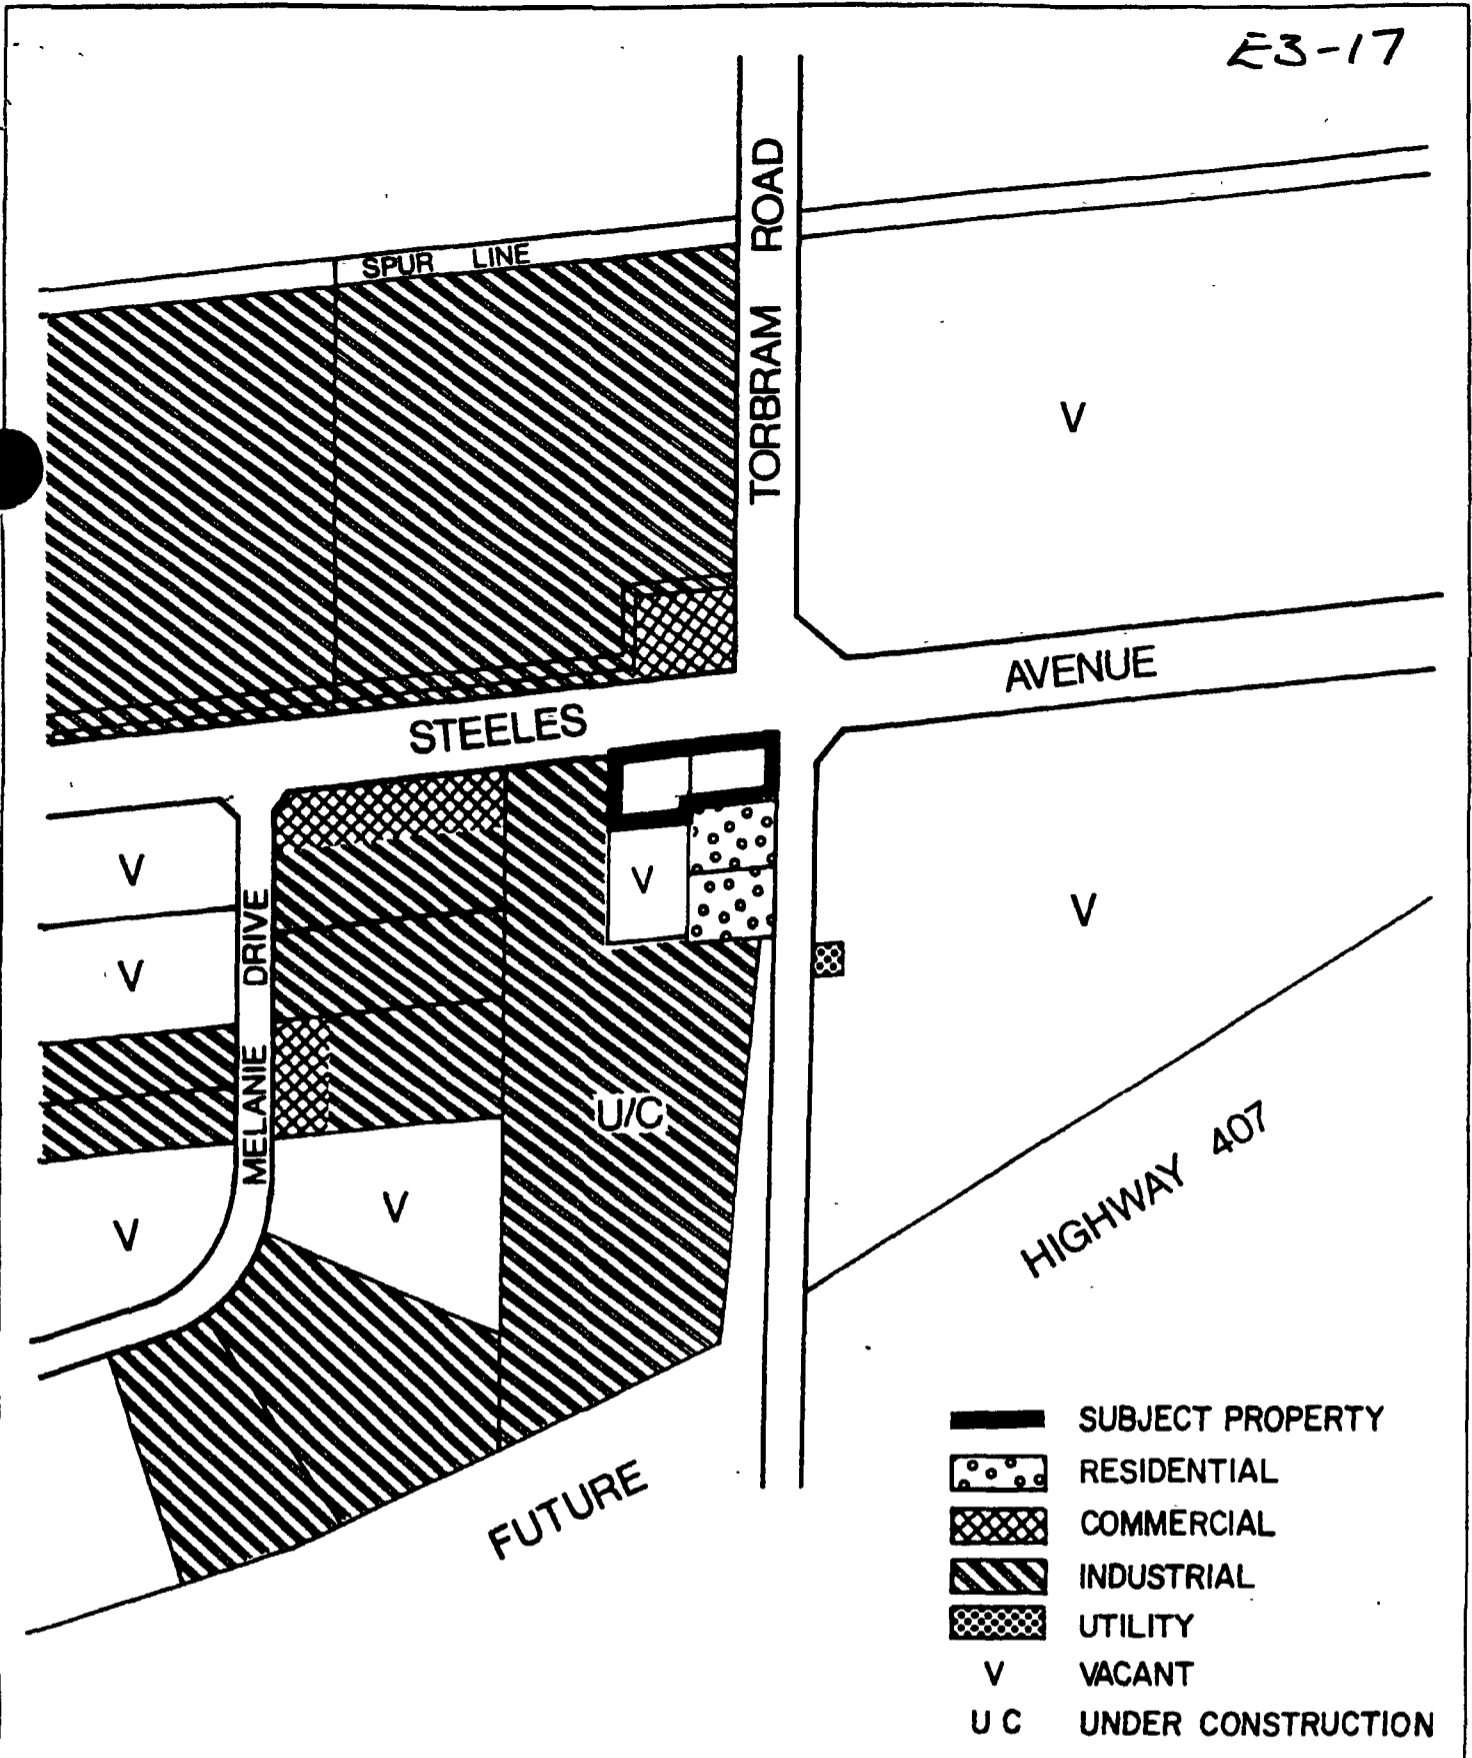 E3-17
TORBRAM ROAD
SPUR LINE
V
AVENUE
STEELES
V
V
V
V
MELANIE DRIVE
U/C
V
V
HIGHWAY 407
FUTURE
SUBJECT PROPERTY
RESIDENTIAL
COMMERCIAL
INDUSTRIAL
UTILITY
V VACANT
U C UNDER CONSTRUCTION